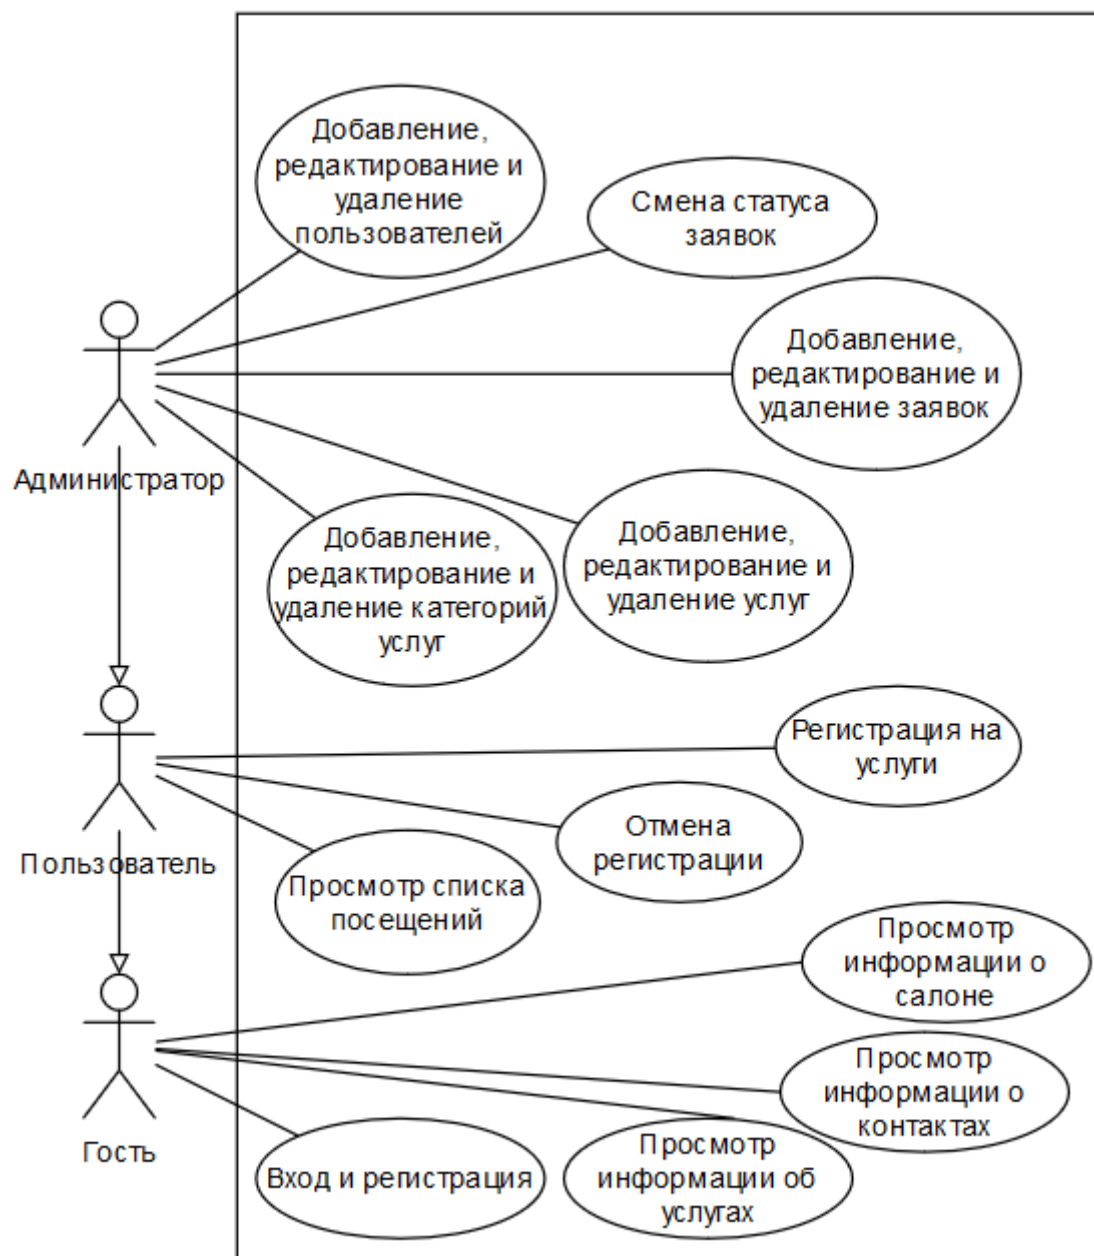 Добавление,
редактирование и
удаление
пользователей
Смена статуса
заявок
Добавление,
редактирование и
удаление заявок
Администратор
Добавление,
редактирование и
удаление категорий
услуг
Добавление,
редактирование и
удаление услуг
Регистрация на
услуги
Отмена
регистрации
Пользователь
Просмотр списка
посещений
Просмотр
информации о
салоне
Просмотр
информации о
контактах
Гость
Вход и регистрация
Просмотр
информации об
услугах